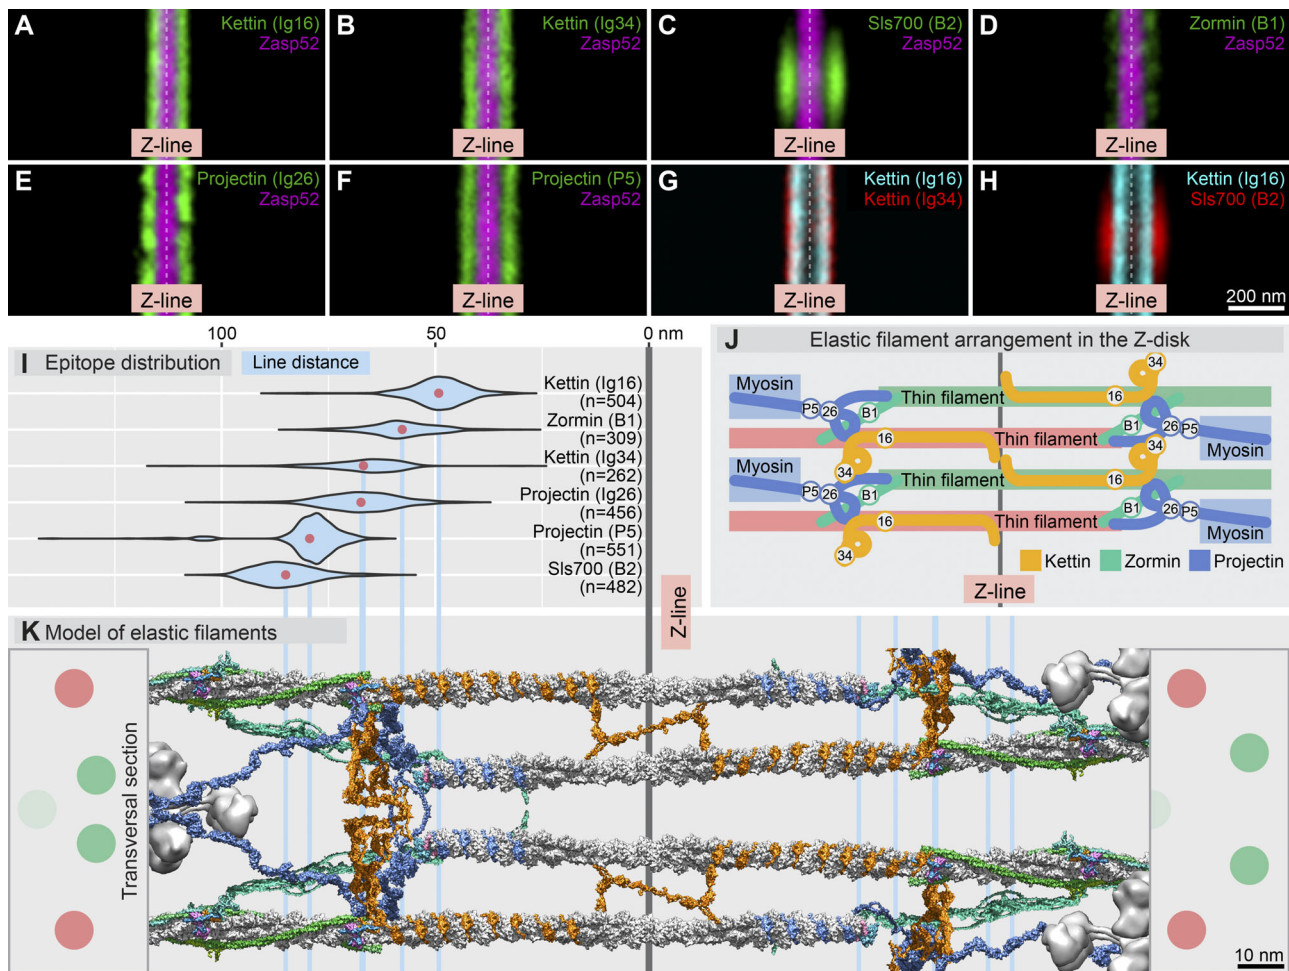 A
Kettin (Ig16)
Zasp52
Z-line
B
Kettin (Ig34)
Zasp52
Z-line
C
Sls700 (B2)
Zasp52
Z-line
D
Zormin (B1)
Zasp52
Z-line
E
Projectin (Ig26)
Zasp52
Z-line
F
Projectin (P5)
Zasp52
Z-line
G
Kettin (Ig16)
Kettin (Ig34)
Z-line
H
Kettin (Ig16)
Sls700 (B2)
Z-line
200 nm
100
50
0 nm
I Epitope distribution
Line distance
Kettin (Ig16)
(n=504)
Zormin (B1)
(n=309)
Kettin (Ig34)
(n=262)
Projectin (Ig26)
(n=456)
Projectin (P5)
(n=551)
Sls700 (B2)
(n=482)
Z-line
J
Elastic filament arrangement in the Z-disk
34
Myosin
Thin filament
16
P5
26
B1
16
Thin filament
B1
26
P5
Myosin
34
34
Myosin
Thin filament
16
P5
26
B1
16
Thin filament
B1
26
P5
Myosin
34
Kettin
Zormin
Projectin
Z-line
K Model of elastic filaments
Transversal section
10 nm